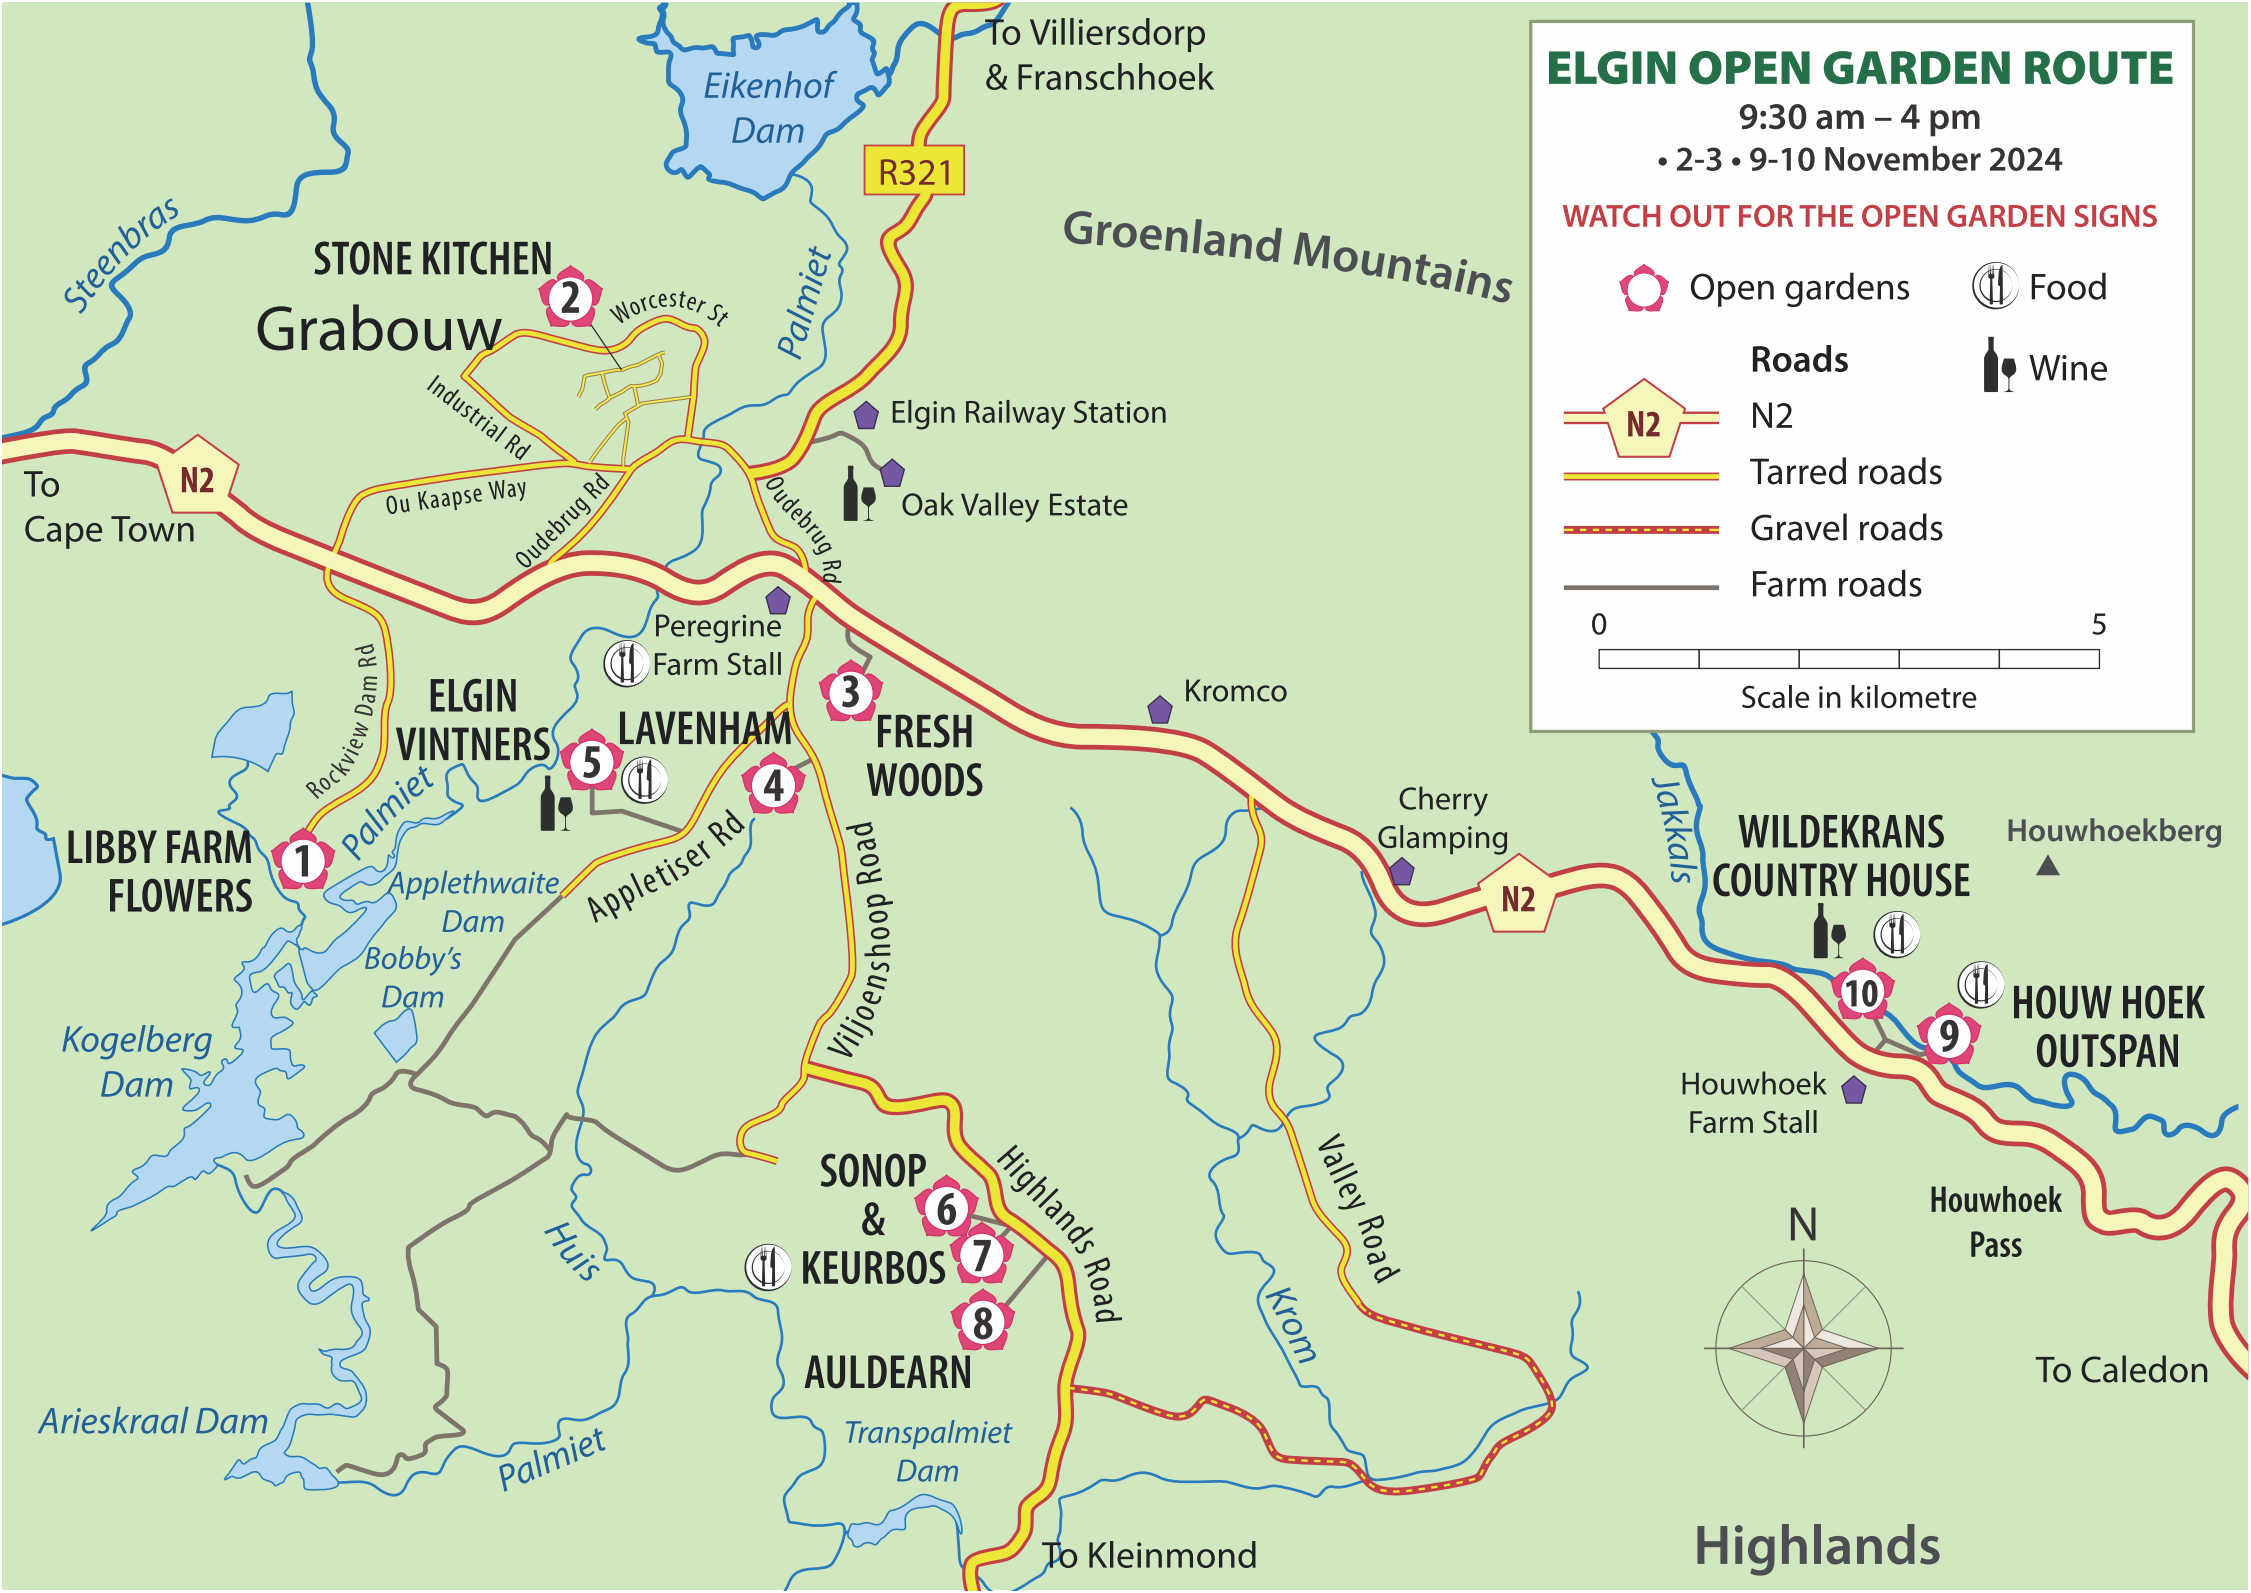 To Villiersdorp
& Franschhoek
Eikenhof
Dam
R321
Steenbras
Palmiet
Groenland Mountains
STONE KITCHEN
2
Grabouw
Worcester St
Industrial Rd
Elgin Railway Station
Oak Valley Estate
N2
To
Cape Town
Ou Kaapse Way
Oudebrug Rd
Oudebrug Rd
Peregrine
Farm Stall
3
FRESH
WOODS
Kromco
ELGIN
VINTNERS
5
LAVENHAM
4
Rockview Dam Rd
Palmiet
LIBBY FARM
FLOWERS
1
Applethwaite
Dam
Appletiser Rd
Bobby's
Dam
Kogelberg
Dam
Viljoenshoop Road
Cherry
Glamping
N2
Jakkals
WILDEKRANS
COUNTRY HOUSE
Houwhoekberg
10
9
HOUW HOEK
OUTSPAN
Houwhoek
Farm Stall
Houwhoek
Pass
To Caledon
N
Valley Road
Highlands Road
SONOP
&
KEURBOS
6
7
8
AULDEARN
Huis
Krom
Arieskraal Dam
Palmiet
Transpalmiet
Dam
To Kleinmond
Highlands
ELGIN OPEN GARDEN ROUTE
9:30 am – 4 pm
• 2-3 • 9-10 November 2024
WATCH OUT FOR THE OPEN GARDEN SIGNS
Open gardens
Food
Roads
Wine
N2
N2
Tarred roads
Gravel roads
Farm roads
0 5
Scale in kilometre